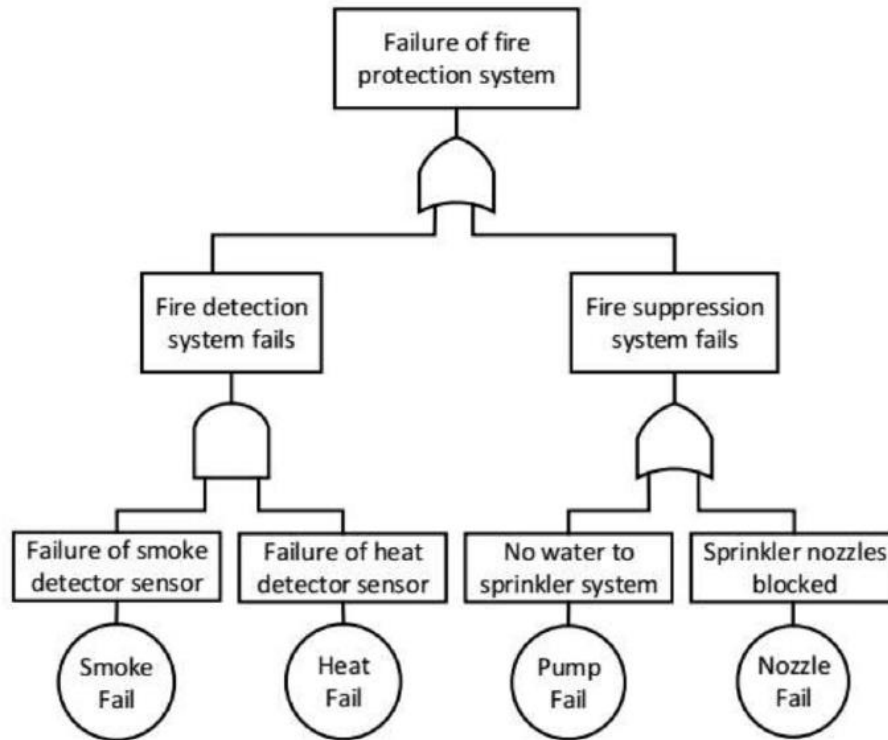 Failure of fire
protection system
Fire detection
system fails
Fire suppression
system fails
Failure of smoke
detector sensor
Failure of heat
detector sensor
No water to
sprinkler system
Sprinkler nozzles
blocked
Smoke
Fail
Heat
Fail
Pump
Fail
Nozzle
Fail